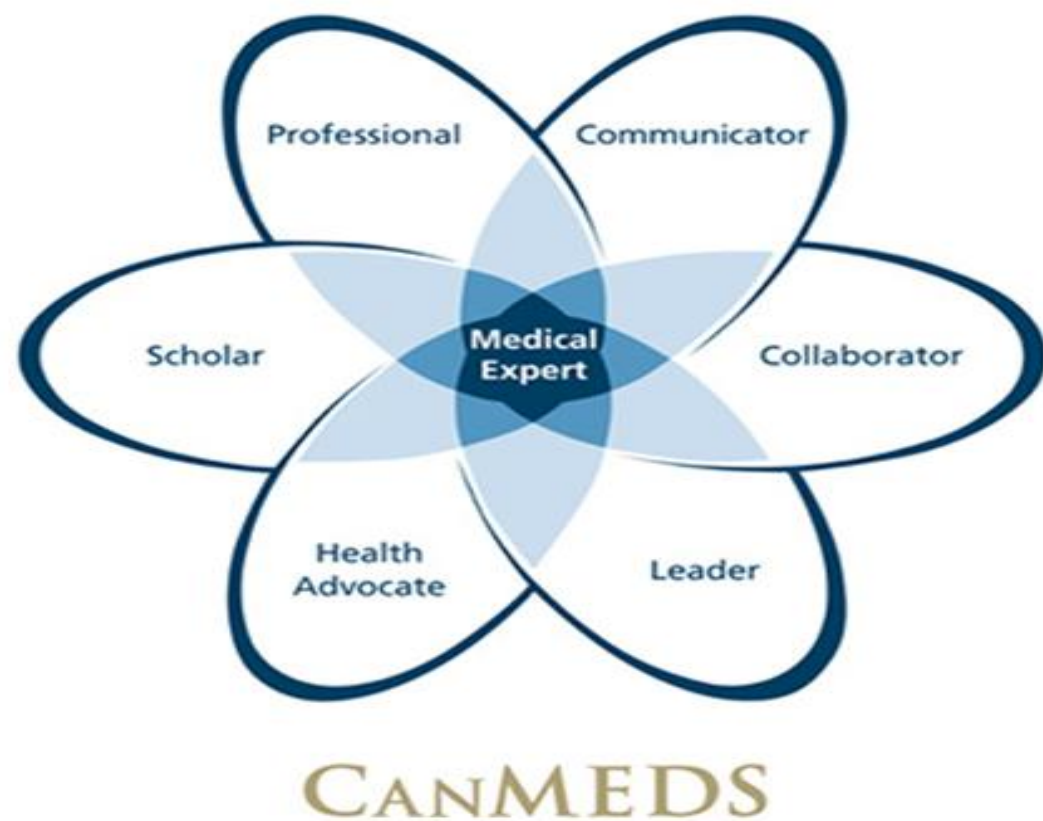 Professional
Communicator
Scholar
Medical
Expert
Collaborator
Health
Advocate
Leader
CANMEDS